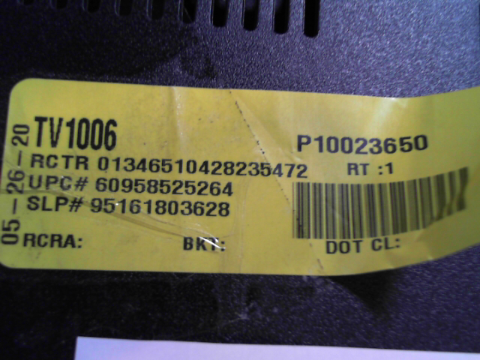 05-26-20
TV1006
P10023650
RCTR 01346510428235472
RT :1
UPC# 60958525264
SLP# 95161803628
RCRA:
BKT:
DOT CL: